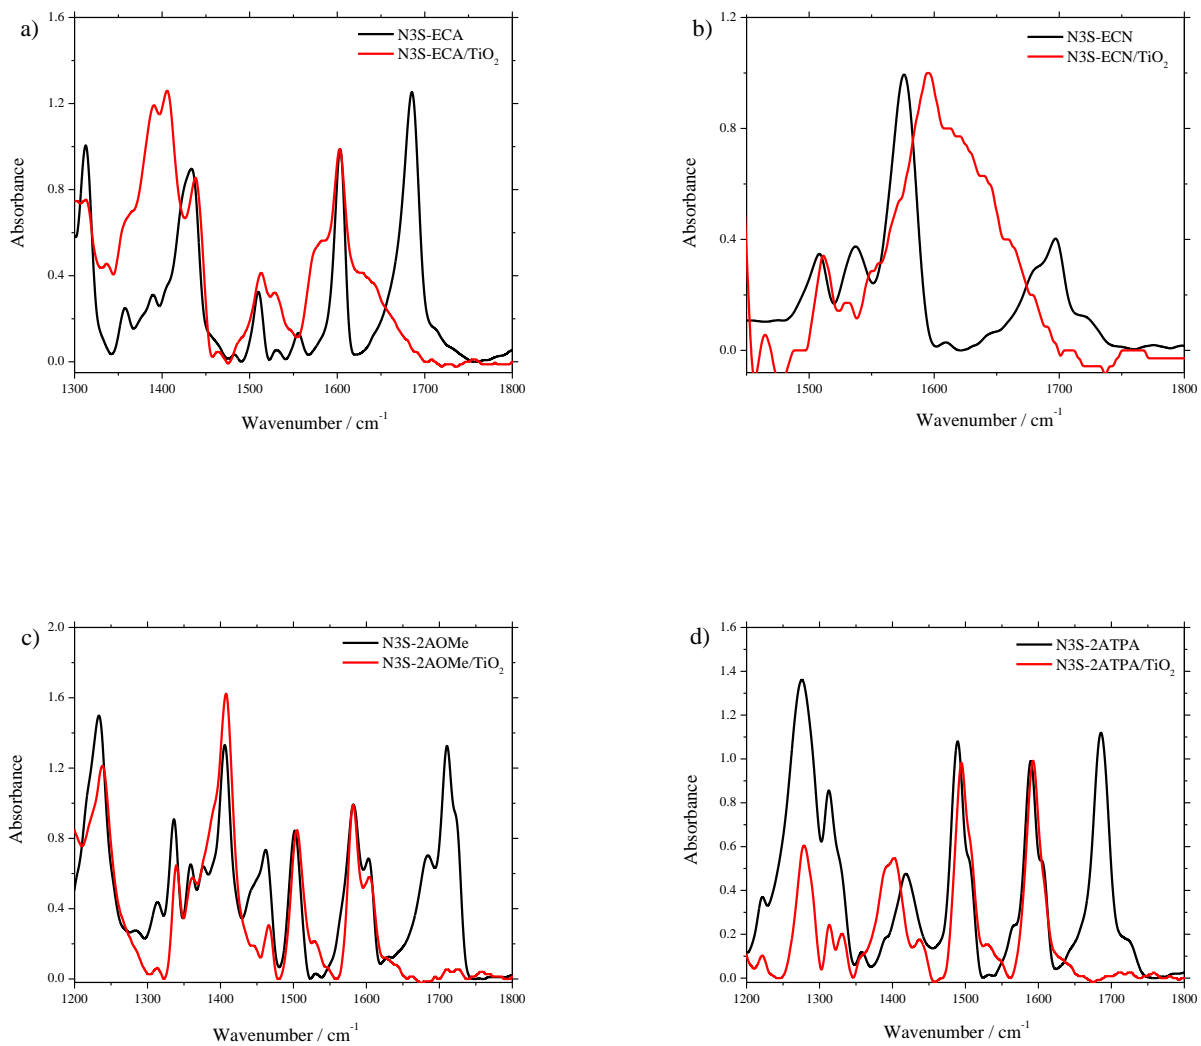 a)
N3S-ECA
N3S-ECA/TiO2
1.6
1.2
0.8
0.4
0.0
Absorbance
1300 1400 1500 1600 1700 1800
Wavenumber / cm-1
b)
N3S-ECN
N3S-ECN/TiO2
1.2
0.8
0.4
0.0
Absorbance
1500 1600 1700 1800
Wavenumber / cm-1
c)
N3S-2AOMe
N3S-2AOMe/TiO2
2.0
1.6
1.2
0.8
0.4
0.0
Absorbance
1200 1300 1400 1500 1600 1700 1800
Wavenumber / cm-1
d)
N3S-2ATPA
N3S-2ATPA/TiO2
1.6
1.4
1.2
1.0
0.8
0.6
0.4
0.2
0.0
Absorbance
1200 1300 1400 1500 1600 1700 1800
Wavenumber / cm-1